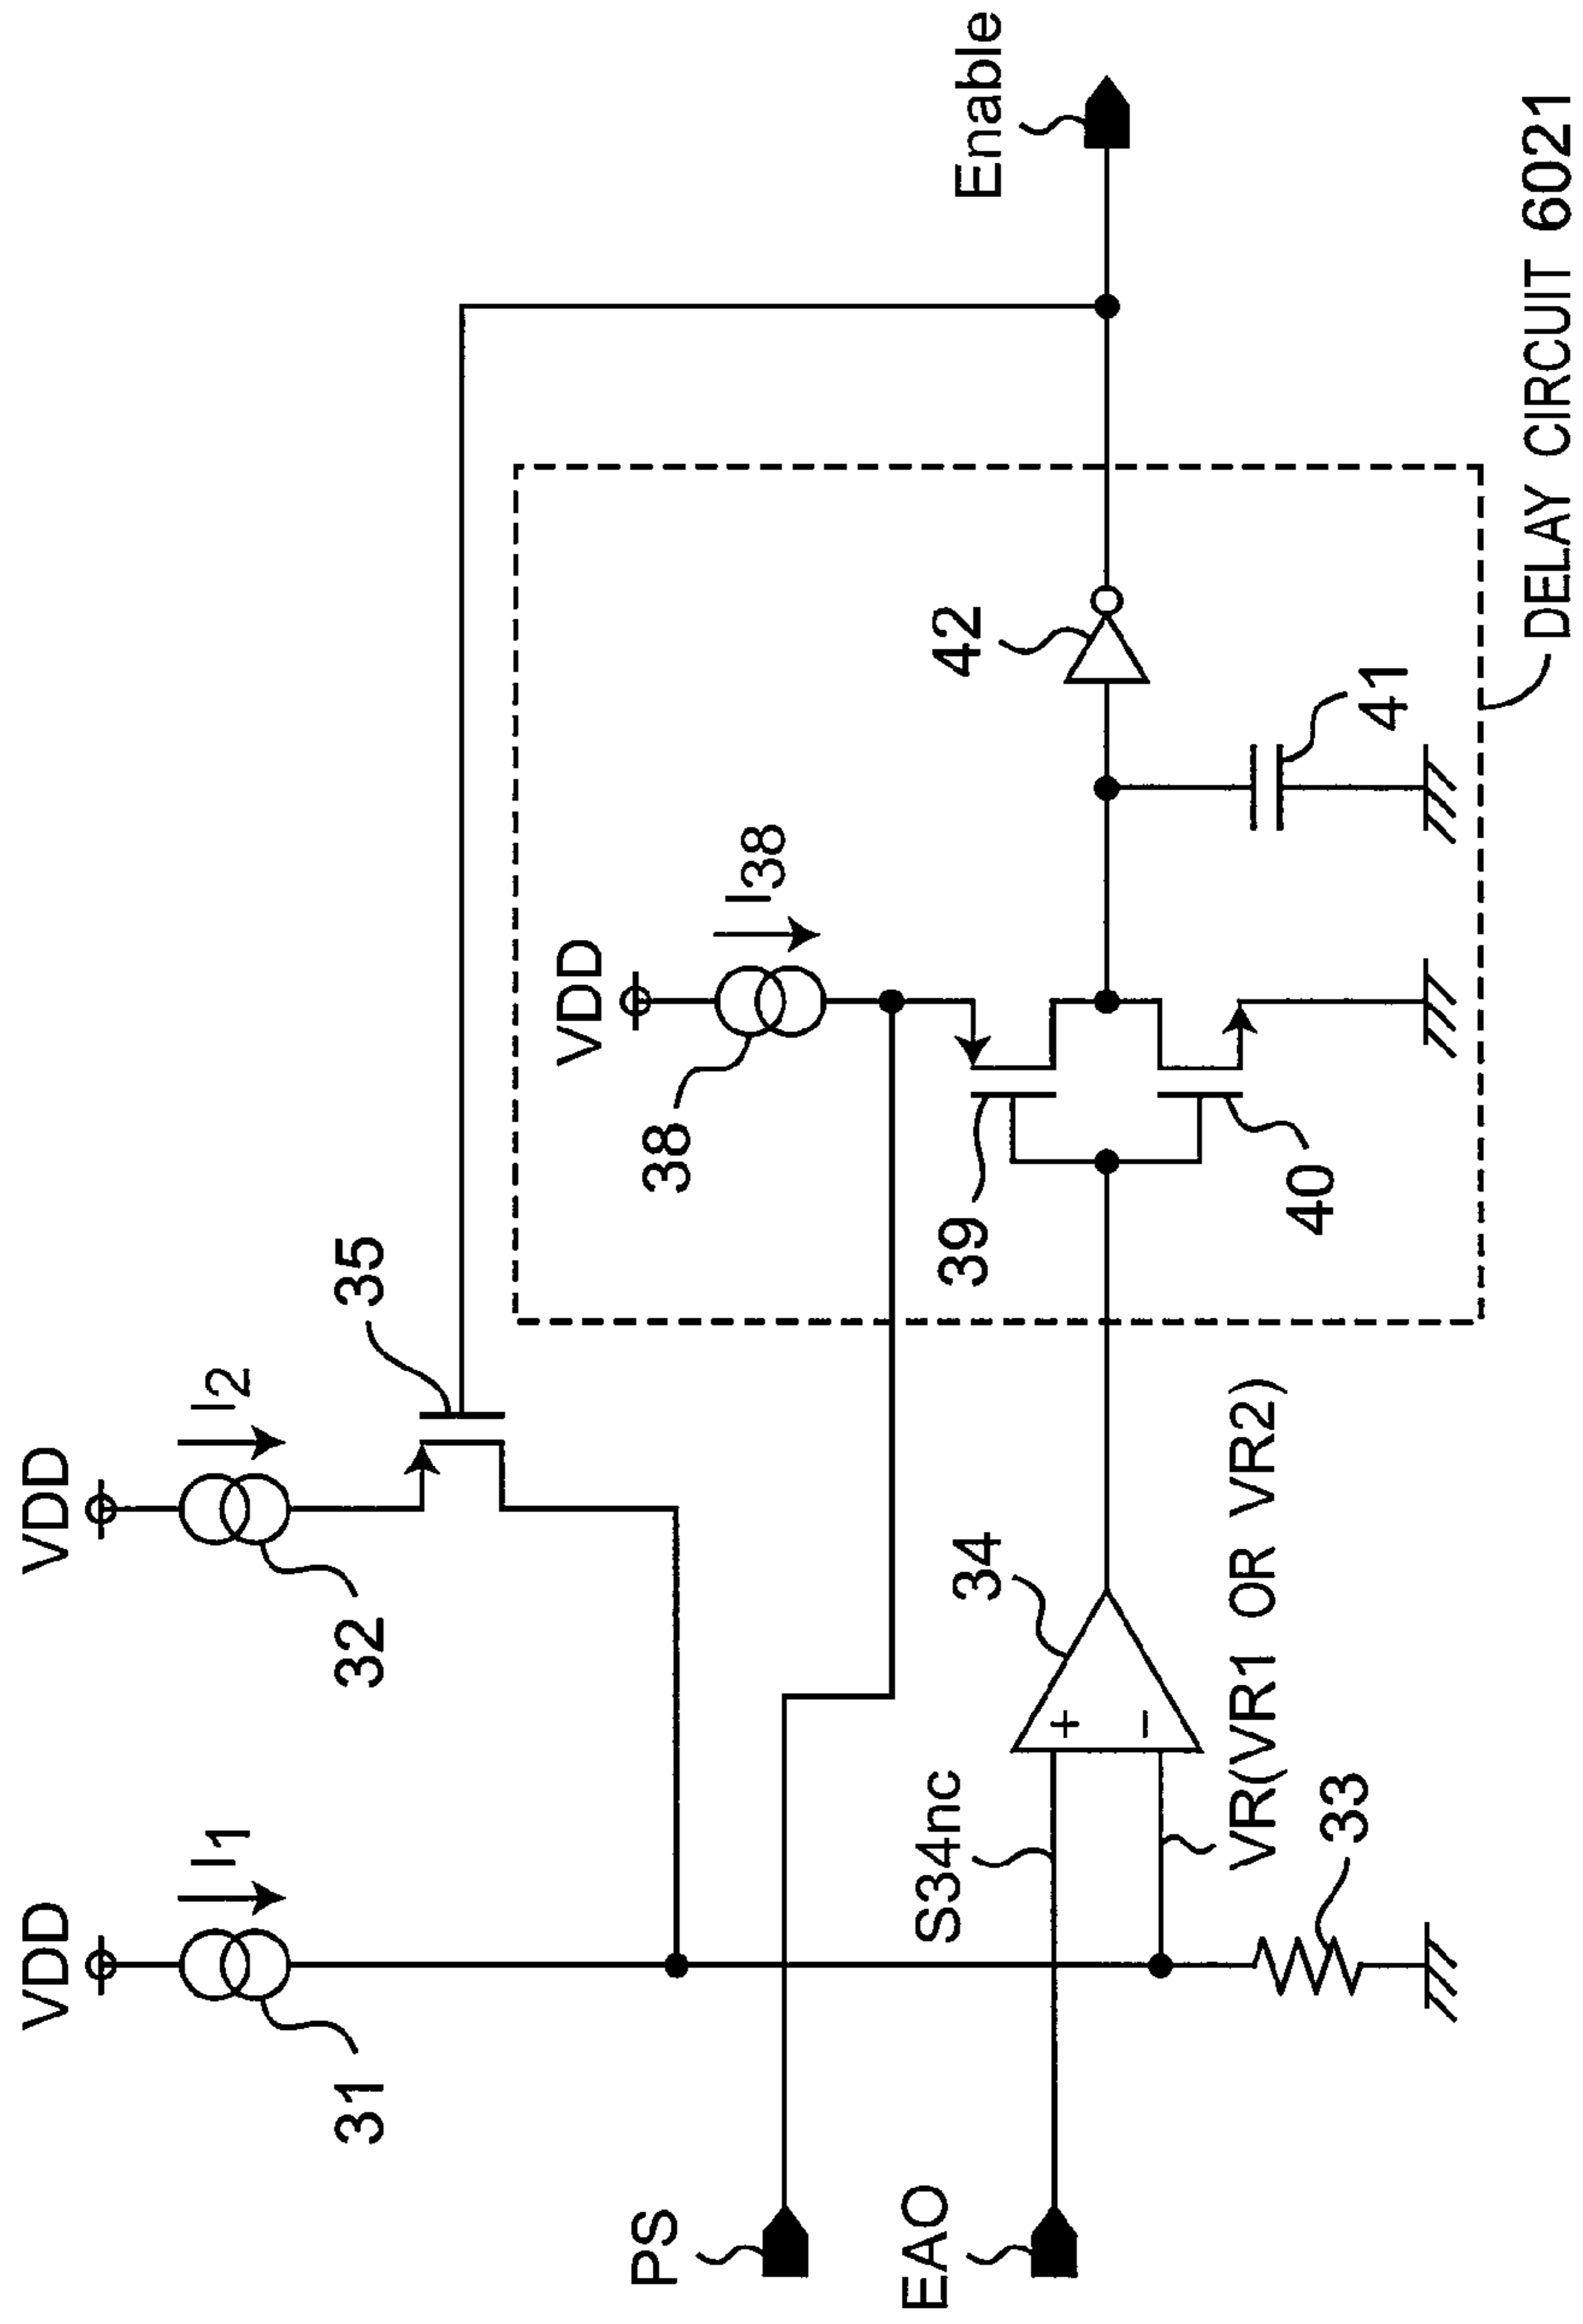 VDD
VDD
I1
I2
31
32
35
PS
VDD
I38
38
EAO
S34nc
34
39
42
Enable
+
−
VR(VR1 OR VR2)
40
33
41
DELAY CIRCUIT 6021